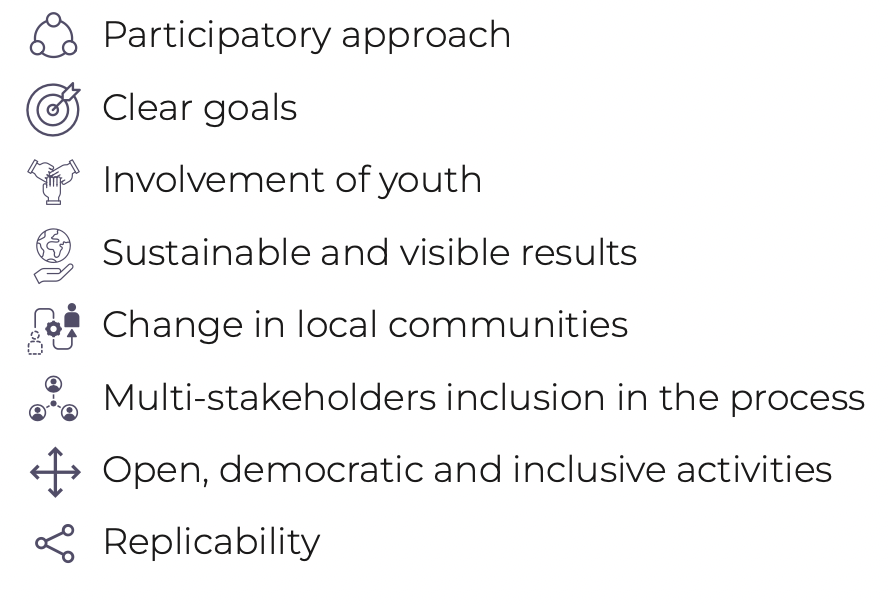 Participatory approach
Clear goals
Involvement of youth
Sustainable and visible results
Change in local communities
Multi-stakeholders inclusion in the process
Open, democratic and inclusive activities
Replicability